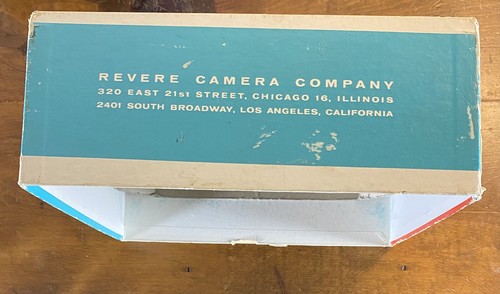 REVERE CAMERA COMPANY
320 EAST 21st STREET, CHICAGO 16, ILLINOIS
2401 SOUTH BROADWAY, LOS ANGELES, CALIFORNIA